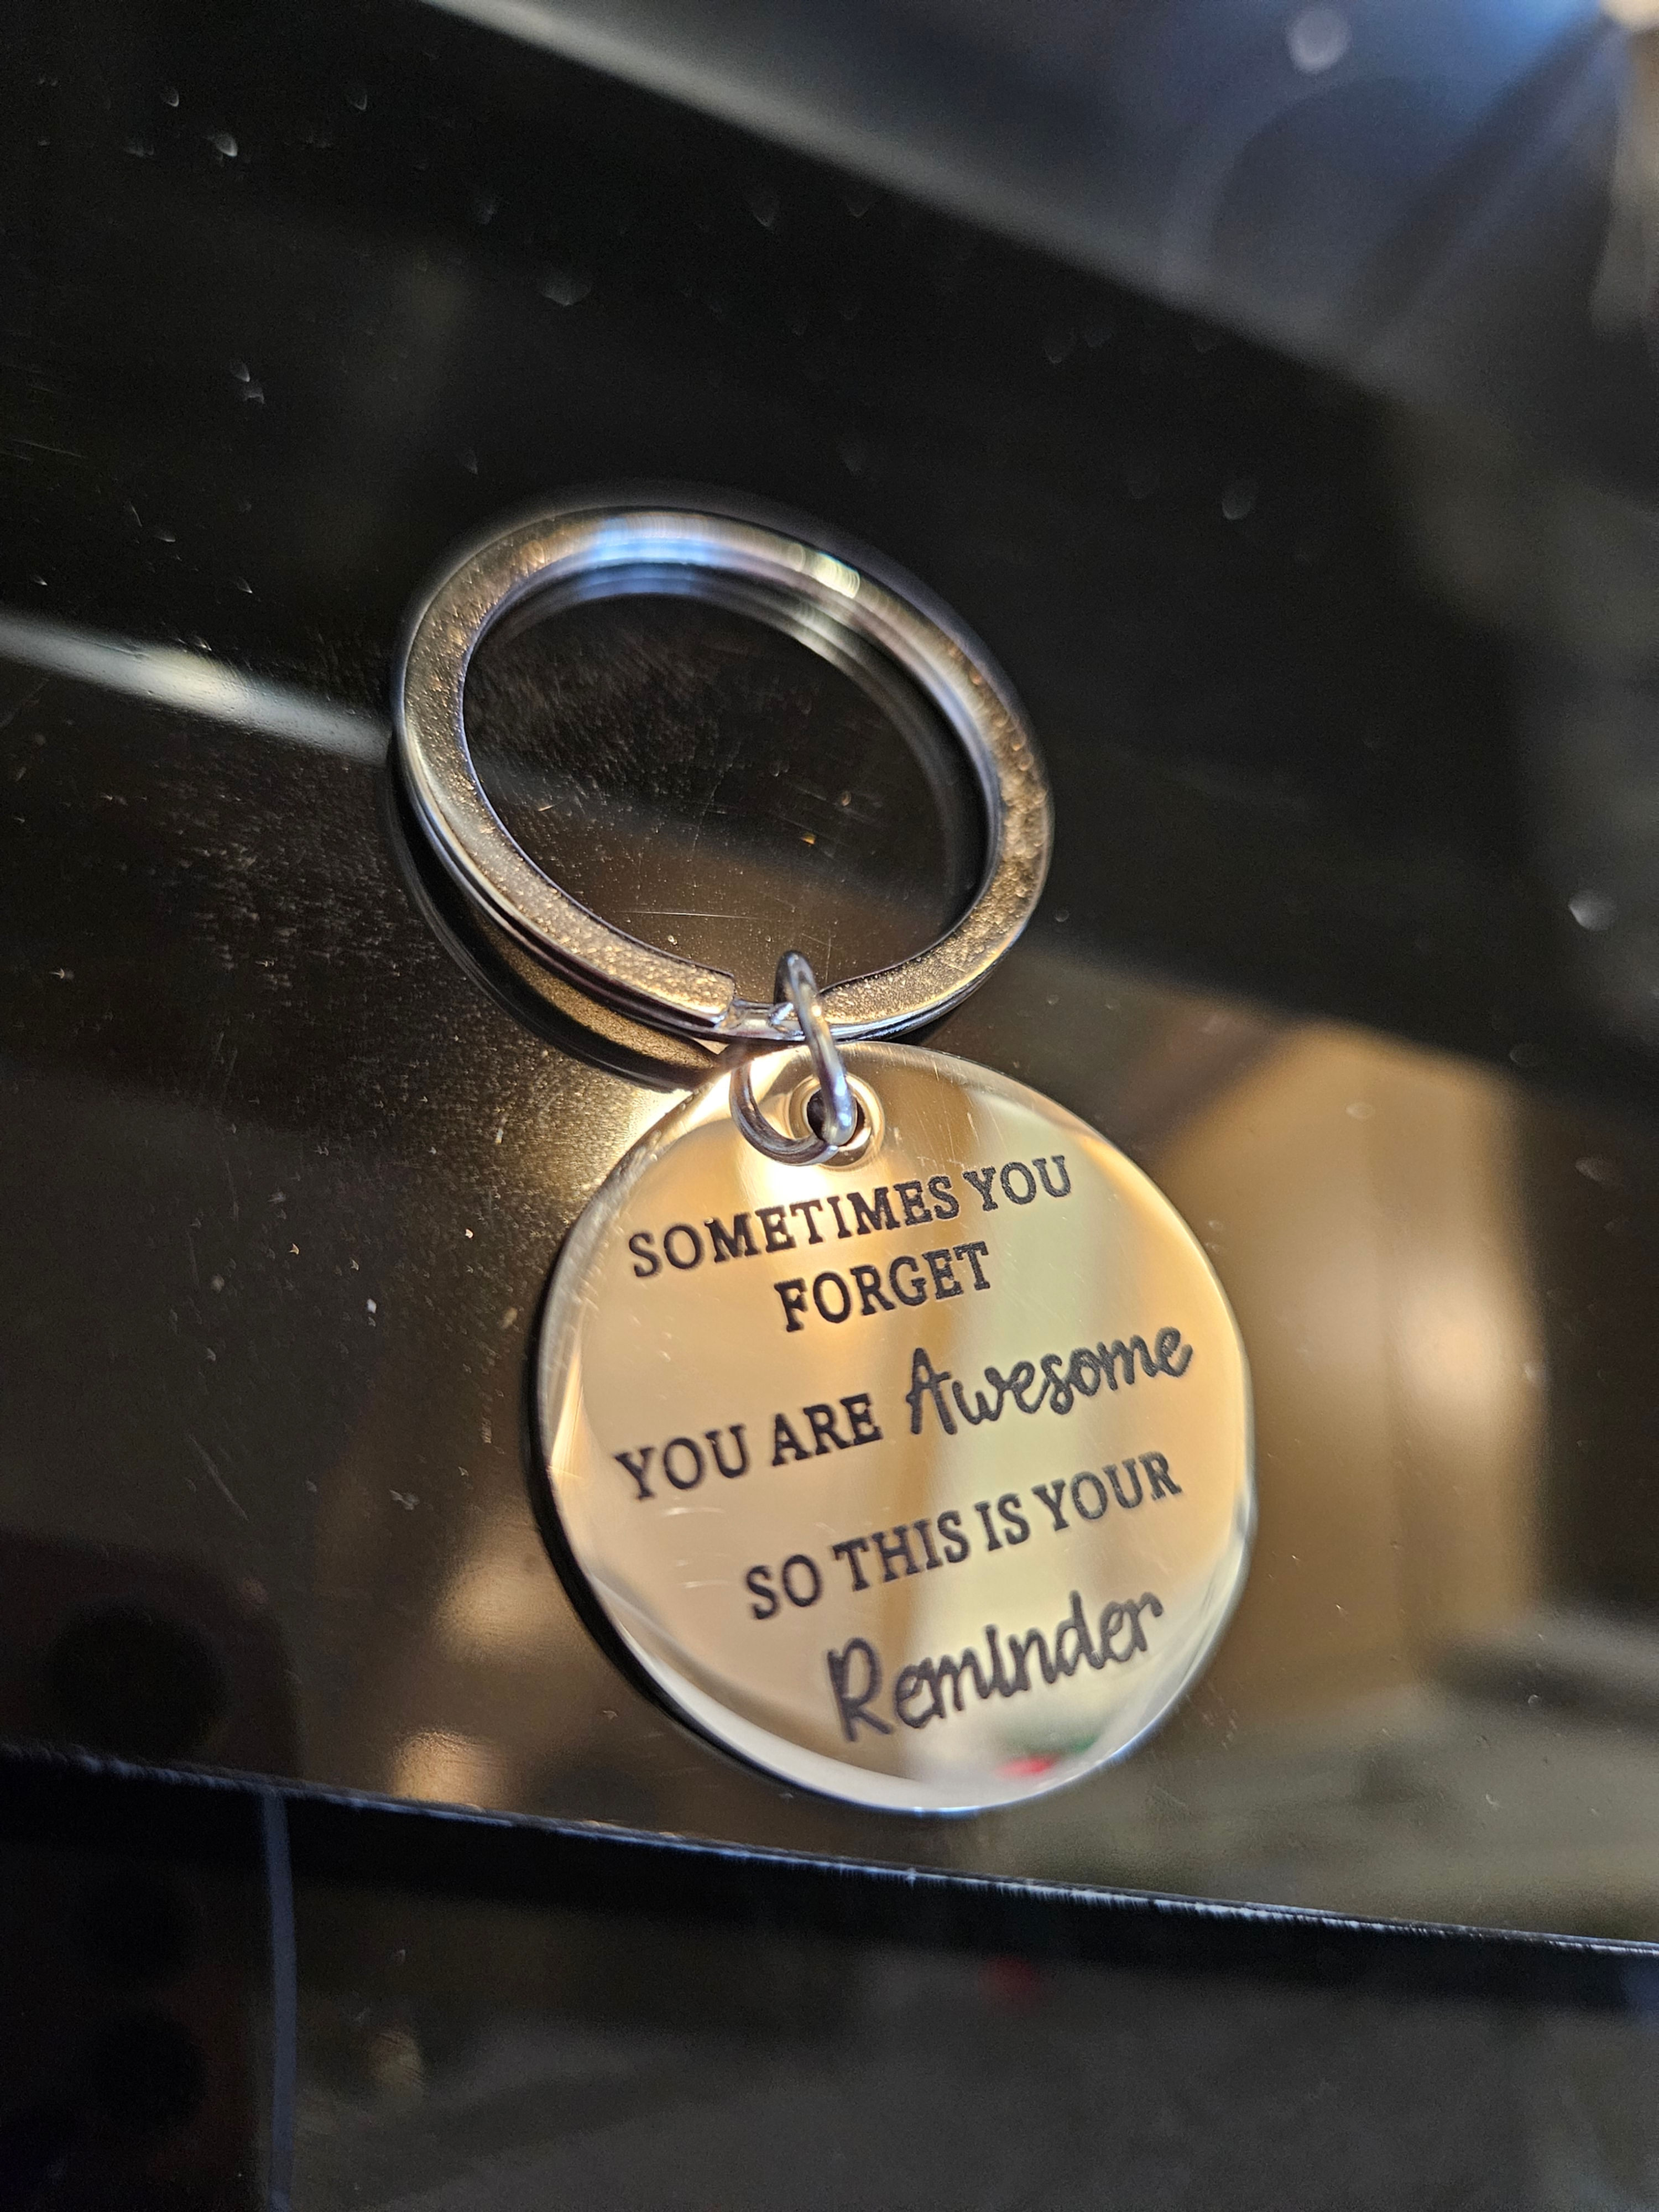 SOMETIMES YOU
FORGET
YOU ARE Awesome
SO THIS IS YOUR
Reminder